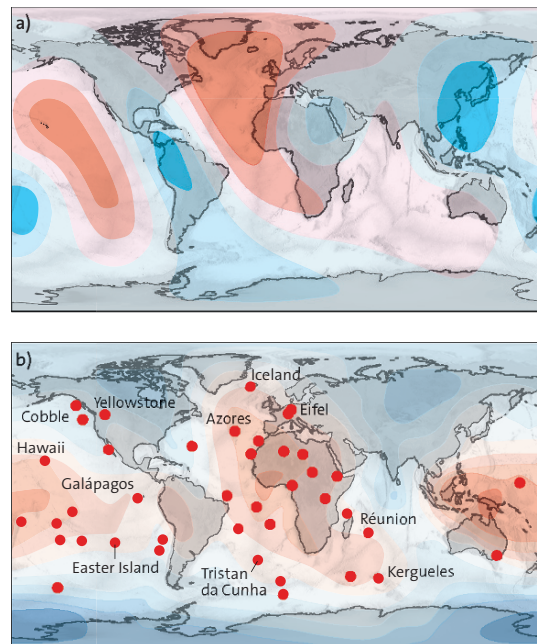 a)
b)
Iceland
Yellowstone
Eifel
Cobble
Azores
Hawaii
Galápagos
Réunion
Easter Island
Tristan
da Cunha
Kergueles